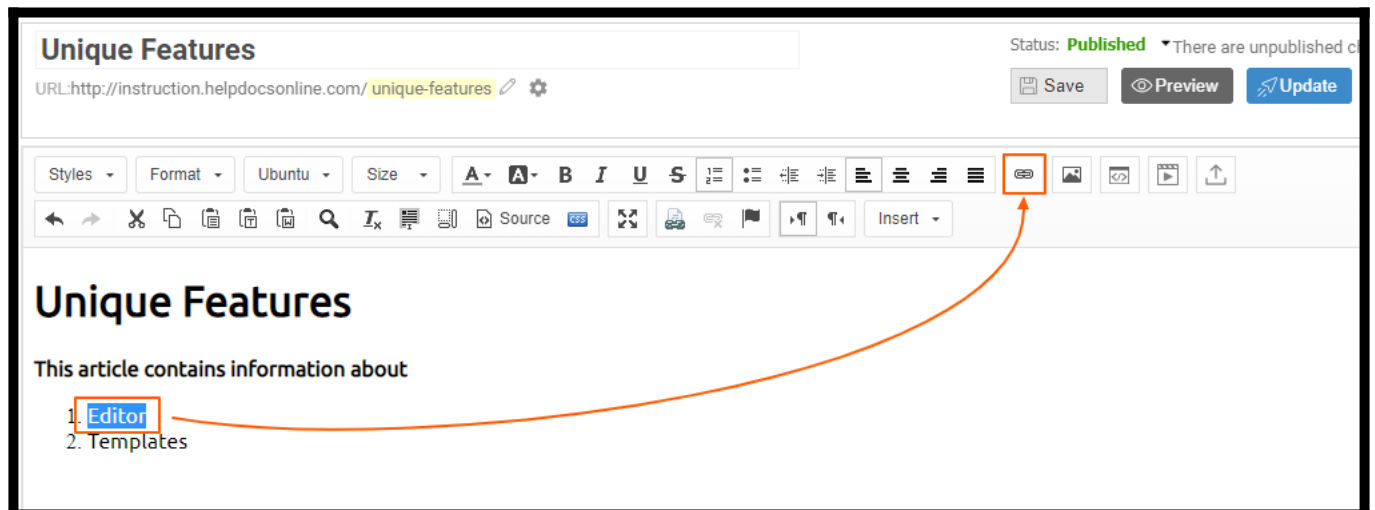 Unique Features
Status: Published There are unpublished
URL:http://instruction.helpdocsonline.com/ unique-features
Save Preview Update
Styles Format Ubuntu Size A A B I U S Insert
Source css
Unique Features
This article contains information about
1. Editor
2. Templates